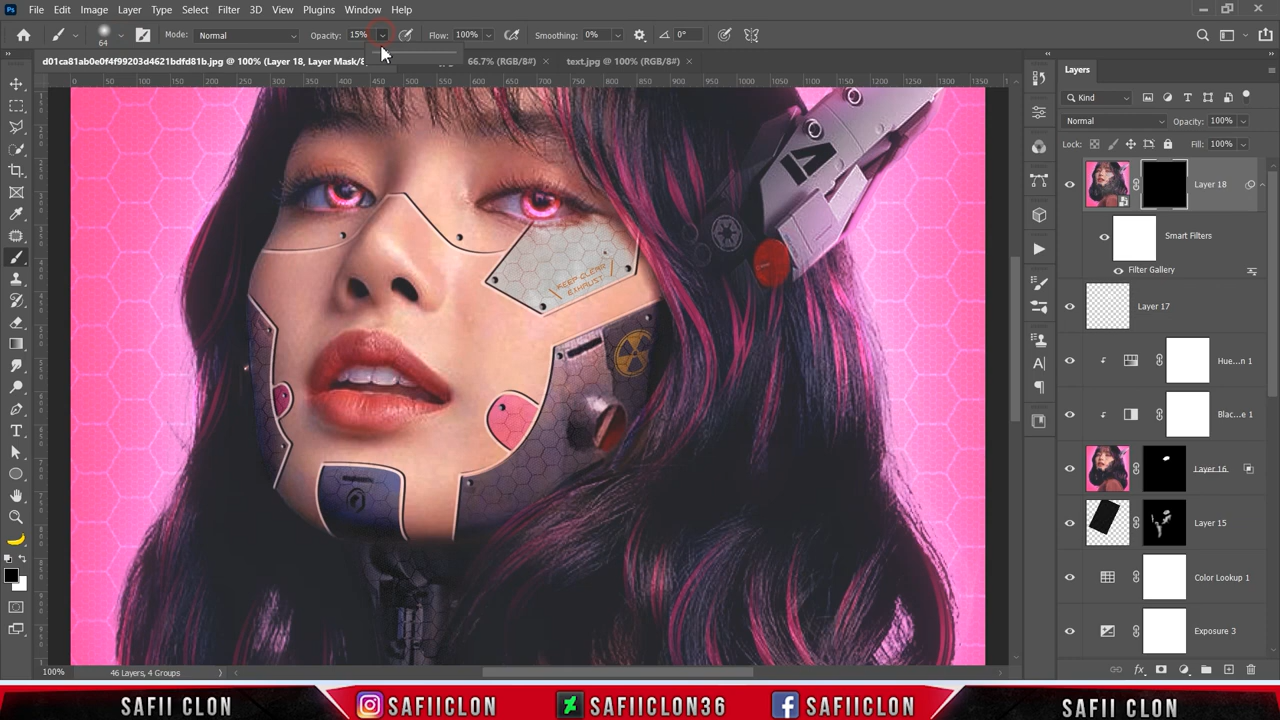 Ps File Edit Image Layer Type Select Filter 3D View Plugins Window Help
64 Mode: Normal Opacity: 15% Flow: 100% Smoothing: 0% 0°
d01ca81ab0e0f4f99203d4621bdfd81b.jpg @ 100% (Layer 18, Layer Mask/8 66.7% (RGB/8#) × text.jpg @ 100% (RGB/8#) ×
Layers
Kind
Normal Opacity: 100%
Lock: Fill: 100%
Layer 18
Smart Filters
Filter Gallery
Layer 17
Hue...n 1
Blac...e 1
Layer 16
Layer 15
Color Lookup 1
Exposure 3
KEEP CLEAR
EXHAUST
100% 46 Layers, 4 Groups
SAFII CLON SAFIICLON SAFIICLON36 SAFIICLON SAFII CLON